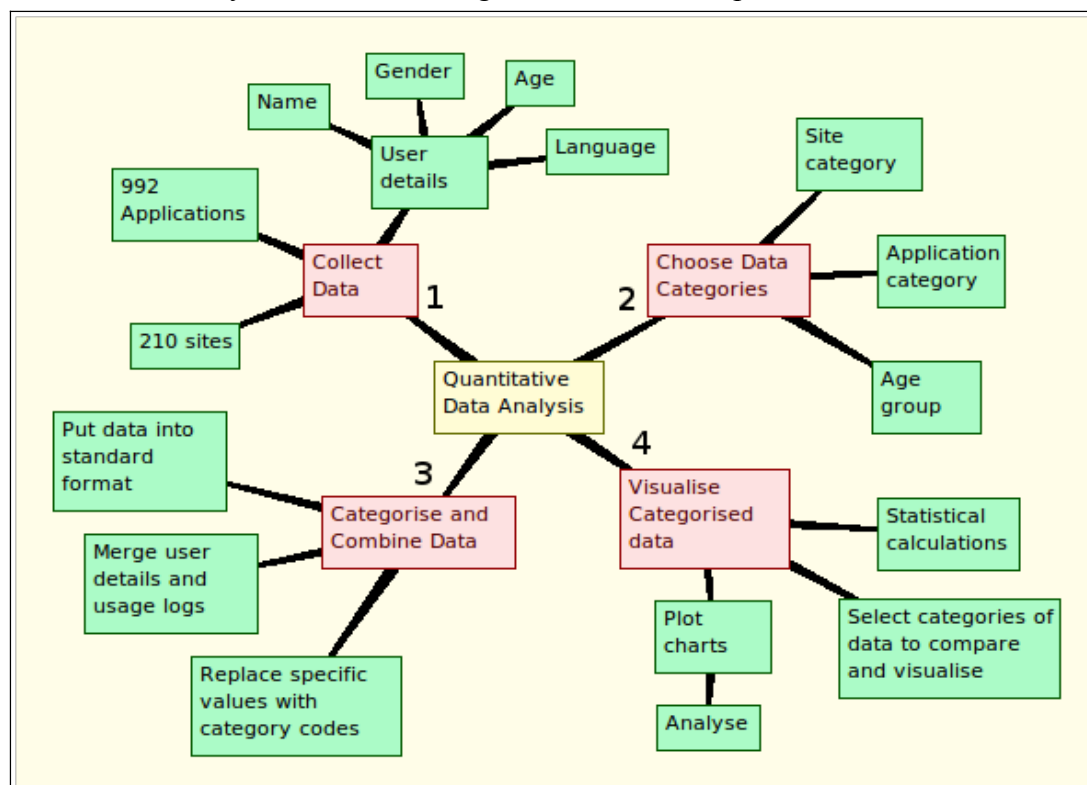 Gender
Age
Name
User
details
Language
Site
category
992
Applications
Collect
Data
1
Choose Data
Categories
2
Application
category
210 sites
Quantitative
Data Analysis
Age
group
Put data into
standard
format
3
4
Categorise and
Combine Data
Visualise
Categorised
data
Statistical
calculations
Merge user
details and
usage logs
Plot
charts
Select categories of
data to compare
and visualise
Replace specific
values with
category codes
Analyse